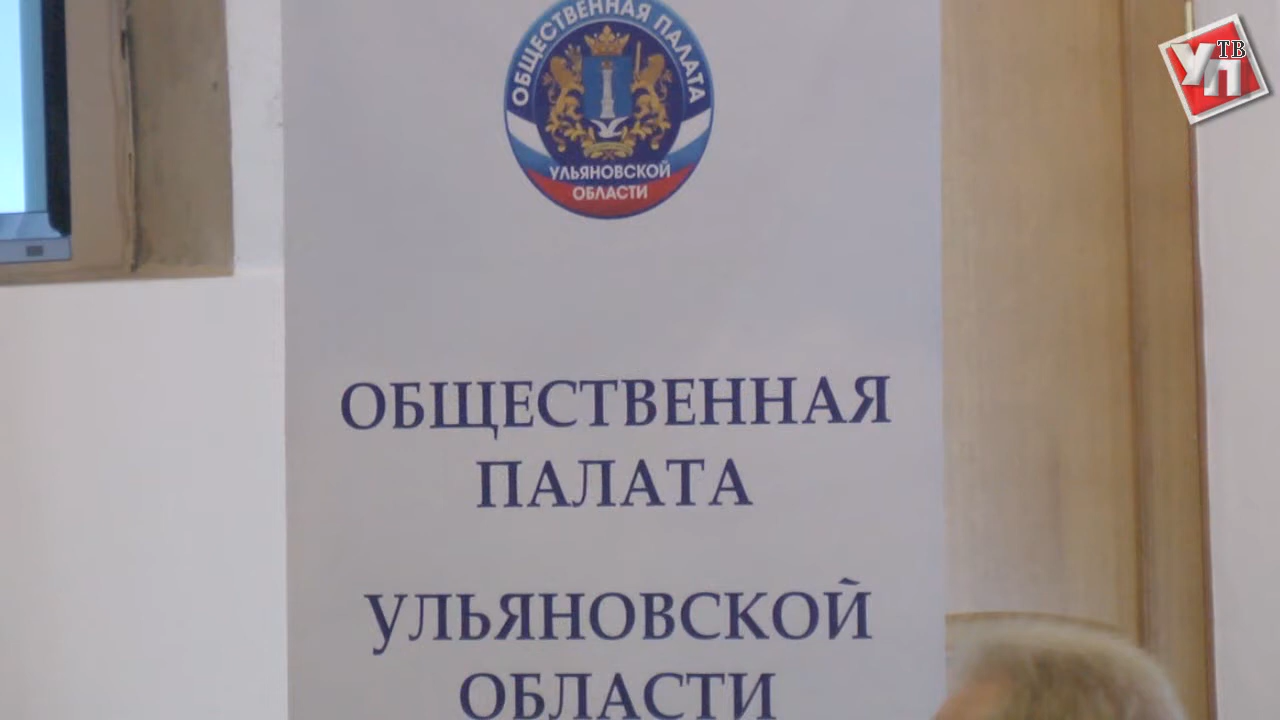 ОБЩЕСТВЕННАЯ ПАЛАТА
УЛЬЯНОВСКОЙ
ОБЛАСТИ
УП ТВ
ОБЩЕСТВЕННАЯ
ПАЛАТА
УЛЬЯНОВСКОЙ
ОБЛАСТИ